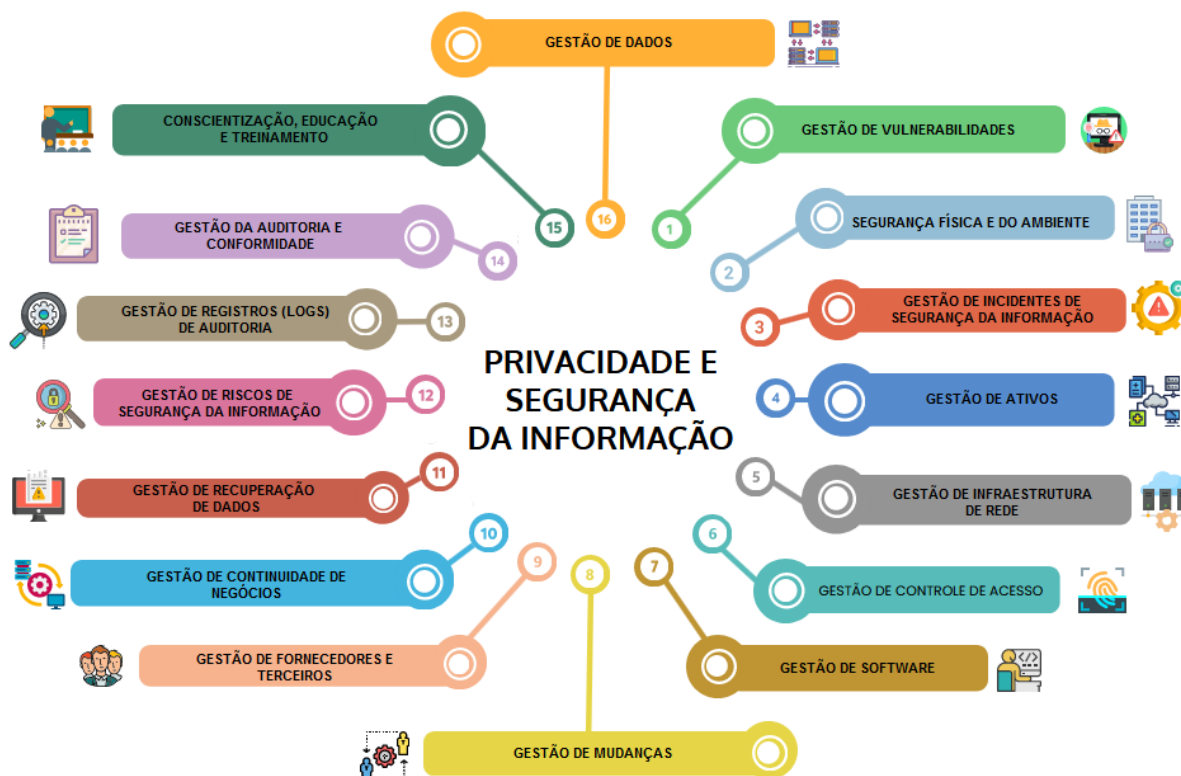 PRIVACIDADE E
SEGURANÇA
DA INFORMAÇÃO
1
GESTÃO DE VULNERABILIDADES
2
SEGURANÇA FÍSICA E DO AMBIENTE
3
GESTÃO DE INCIDENTES DE
SEGURANÇA DA INFORMAÇÃO
4
GESTÃO DE ATIVOS
5
GESTÃO DE INFRAESTRUTURA
DE REDE
6
GESTÃO DE CONTROLE DE ACESSO
7
GESTÃO DE SOFTWARE
8
GESTÃO DE MUDANÇAS
9
GESTÃO DE FORNECEDORES E
TERCEIROS
10
GESTÃO DE CONTINUIDADE DE
NEGÓCIOS
11
GESTÃO DE RECUPERAÇÃO
DE DADOS
12
GESTÃO DE RISCOS DE
SEGURANÇA DA INFORMAÇÃO
13
GESTÃO DE REGISTROS (LOGS)
DE AUDITORIA
14
GESTÃO DA AUDITORIA E
CONFORMIDADE
15
CONSCIENTIZAÇÃO, EDUCAÇÃO
E TREINAMENTO
16
GESTÃO DE DADOS